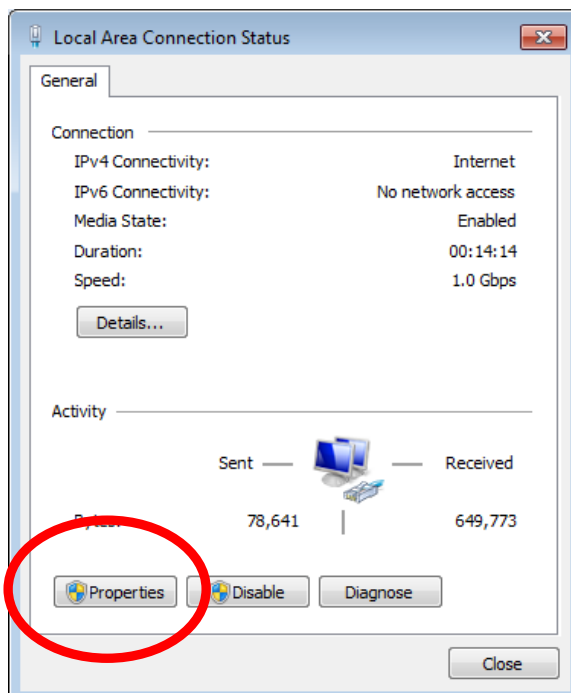 Local Area Connection Status
General
Connection
IPv4 Connectivity: Internet
IPv6 Connectivity: No network access
Media State: Enabled
Duration: 00:14:14
Speed: 1.0 Gbps
Details...
Activity
Sent Received
Bytes: 78,641 649,773
Properties Disable Diagnose
Close